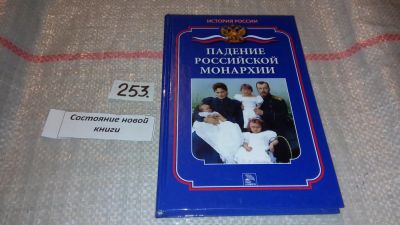 ИСТОРИЯ РОССИИ
ПАДЕНИЕ
РОССИЙСКОЙ
МОНАРХИИ
253
Состояние новой
книги